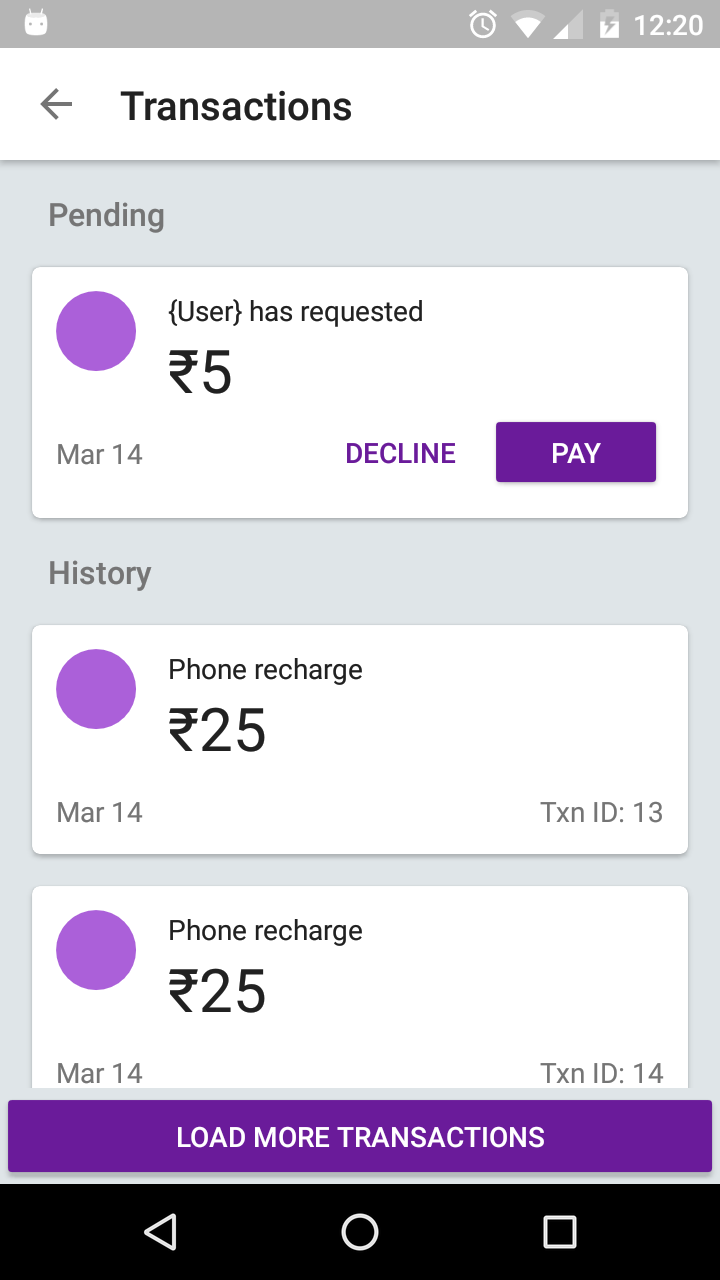 12:20
Transactions
Pending
{User} has requested
₹5
Mar 14
DECLINE
PAY
History
Phone recharge
₹25
Mar 14
Txn ID: 13
Phone recharge
₹25
Mar 14
Txn ID: 14
LOAD MORE TRANSACTIONS